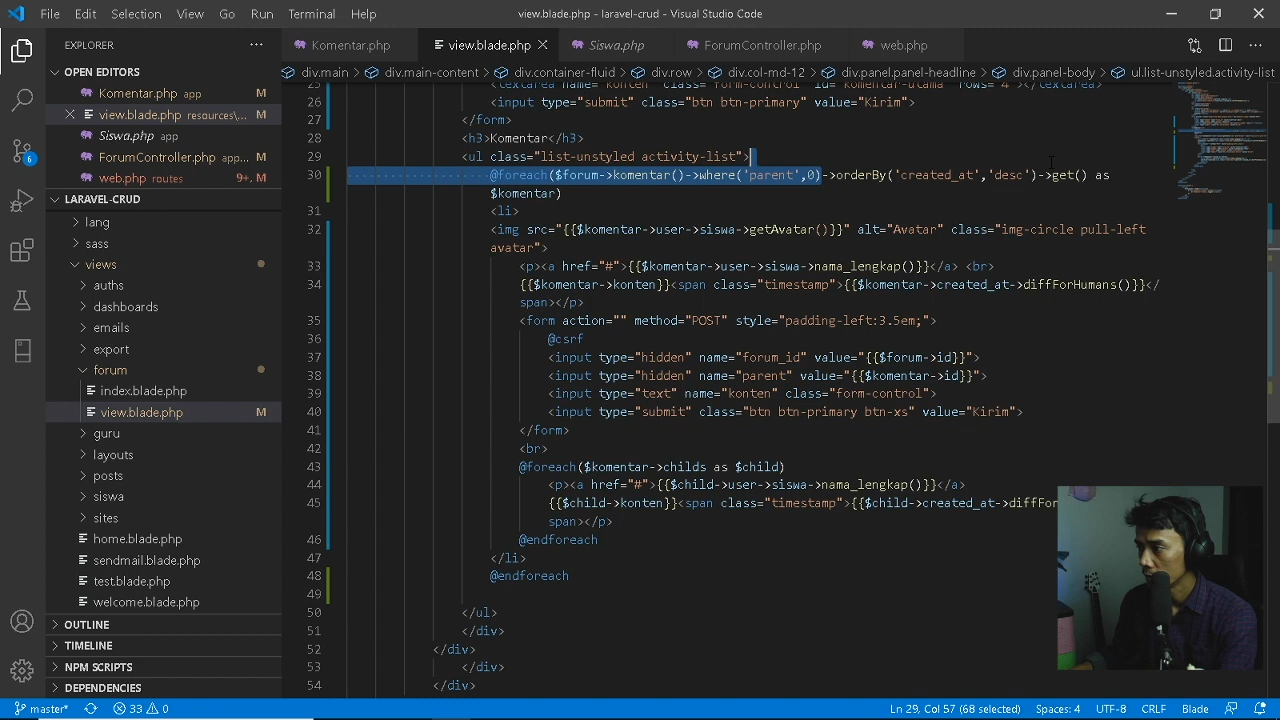 File Edit Selection View Go Run Terminal Help view.blade.php - laravel-crud - Visual Studio Code
EXPLORER
Komentar.php view.blade.php Siswa.php ForumController.php web.php
OPEN EDITORS
Komentar.php app M
view.blade.php resources\... M
Siswa.php app
ForumController.php M
web.php routes M
LARAVEL-CRUD 9+, M
lang
sass
views
auths
dashboards
emails
export
forum
index.blade.php
view.blade.php M
guru
layouts
posts
siswa
sites
home.blade.php
sendmail.blade.php
test.blade.php
welcome.blade.php
OUTLINE
TIMELINE
NPM SCRIPTS
DEPENDENCIES
div.main div.main-content div.container-fluid div.row div.col-md-12 div.panel.panel-headline div.panel-body ul.list-unstyled.activity-list
25 <textarea name="konten" class="form-control" id="komentar-utama" rows="4"></textarea>
26 <input type="submit" class="btn btn-primary" value="Kirim">
27 </form>
28 <h3>Komentar</h3>
29 <ul class="list-unstyled activity-list">
30 @foreach($forum->komentar()->where('parent',0)->orderBy('created_at','desc')->get() as
$komentar)
31 <li>
32 <img src="{{$komentar->user->siswa->getAvatar()}}" alt="Avatar" class="img-circle pull-left
avatar">
33 <p><a href="#">{{$komentar->user->siswa->nama_lengkap()}}</a> <br>
34 {{$komentar->konten}}<span class="timestamp">{{$komentar->created_at->diffForHumans()}}</
span></p>
35 <form action="" method="POST" style="padding-left:3.5em;">
36 @csrf
37 <input type="hidden" name="forum_id" value="{{$forum->id}}">
38 <input type="hidden" name="parent" value="{{$komentar->id}}">
39 <input type="text" name="konten" class="form-control">
40 <input type="submit" class="btn btn-primary btn-xs" value="Kirim">
41 </form>
42 <br>
43 @foreach($komentar->childs as $child)
44 <p><a href="#">{{$child->user->siswa->nama_lengkap()}}</a>
45 {{$child->konten}}<span class="timestamp">{{$child->created_at->diffFor
span></p>
46 @endforeach
47 </li>
48 @endforeach
49
50 </ul>
51 </div>
52 </div>
53 </div>
54 </div>
6
master* 33 0 Ln 29, Col 57 (68 selected) Spaces: 4 UTF-8 CRLF Blade